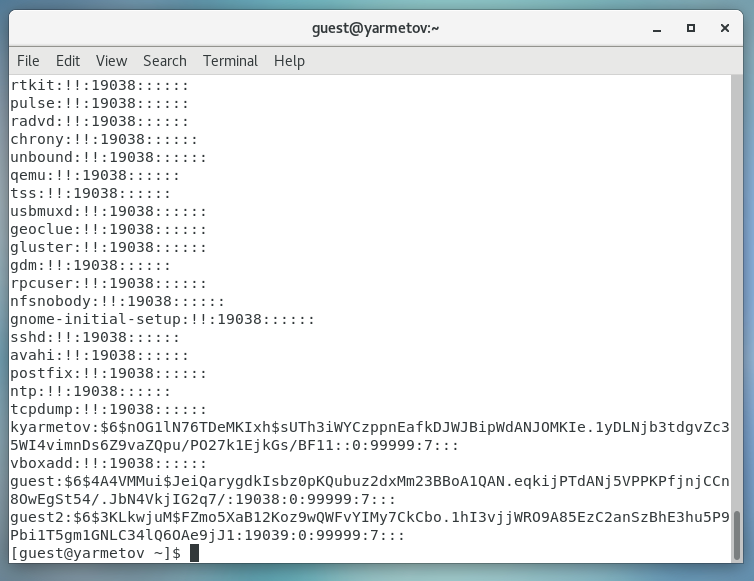 guest@yarmetov:~
File Edit View Search Terminal Help
rtkit:!!:19038::::::
pulse:!!:19038::::::
radvd:!!:19038::::::
chrony:!!:19038::::::
unbound:!!:19038::::::
qemu:!!:19038::::::
tss:!!:19038::::::
usbmuxd:!!:19038::::::
geoclue:!!:19038::::::
gluster:!!:19038::::::
gdm:!!:19038::::::
rpcuser:!!:19038::::::
nfsnobody:!!:19038::::::
gnome-initial-setup:!!:19038::::::
sshd:!!:19038::::::
avahi:!!:19038::::::
postfix:!!:19038::::::
ntp:!!:19038::::::
tcpdump:!!:19038::::::
kyarmetov:$6$nOG1lN76TDeMKIxh$sUTh3iWYCzppnEafkDJWJBipWdANJOMKIe.1yDLNjb3tdgvZc3
5WI4vimnDs6Z9vaZQpu/PO27k1EjkGs/BF11::0:99999:7:::
vboxadd:!!:19038::::::
guest:$6$4A4VMMui$JeiQarygdkIsbz0pKQubuz2dxMm23BBoA1QAN.eqkijPTdANj5VPPKPfjnjCCn
8OwEgSt54/.JbN4VkjIG2q7/:19038:0:99999:7:::
guest2:$6$3KLkwjuM$FZmo5XaB12Koz9wQWFvYIMy7CkCbo.1hI3vjjWRO9A85EzC2anSzBhE3hu5P9
Pbi1T5gm1GNLC34lQ6OAe9jJ1:19039:0:99999:7:::
[guest@yarmetov ~]$